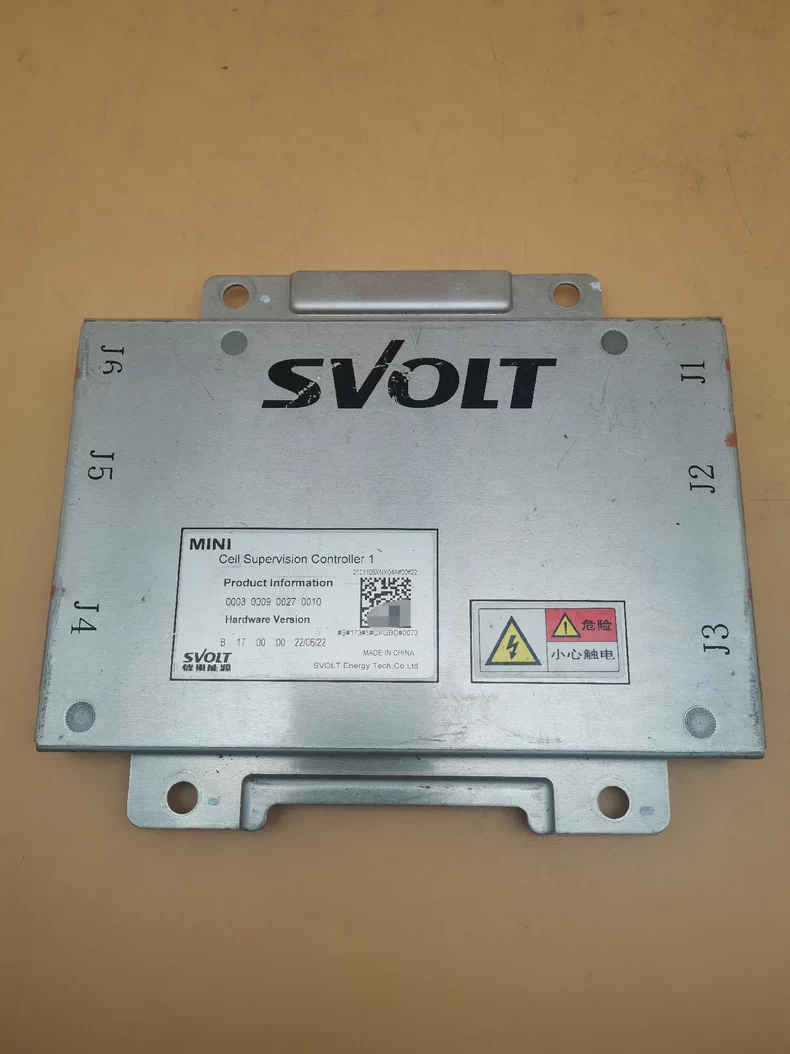 SVOLT
J6
J5
J4
J1
J2
J3
MINI
Cell Supervision Controller 1
Product Information
0003 0009 0027 0010
Hardware Version
B 17 00 00 22/06/22
SVOLT
蜂巢能源
MADE IN CHINA
SVOLT Energy Tech.Co.Ltd
危险
小心触电